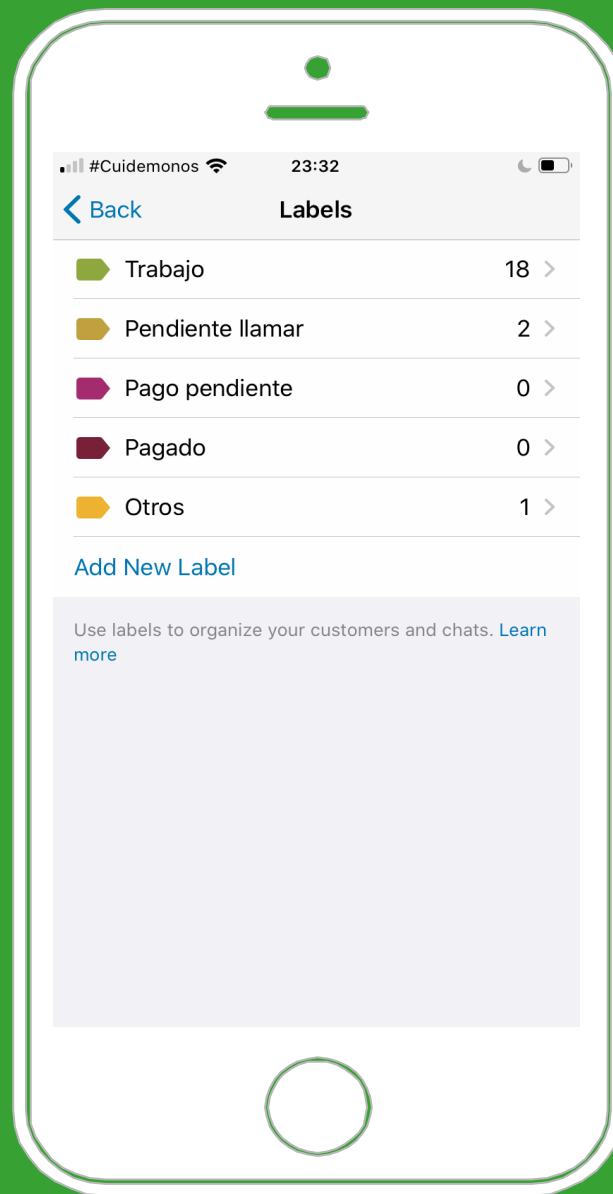 #Cuidemonos 23:32
Back Labels
Trabajo 18
Pendiente llamar 2
Pago pendiente 0
Pagado 0
Otros 1
Add New Label
Use labels to organize your customers and chats. Learn
more